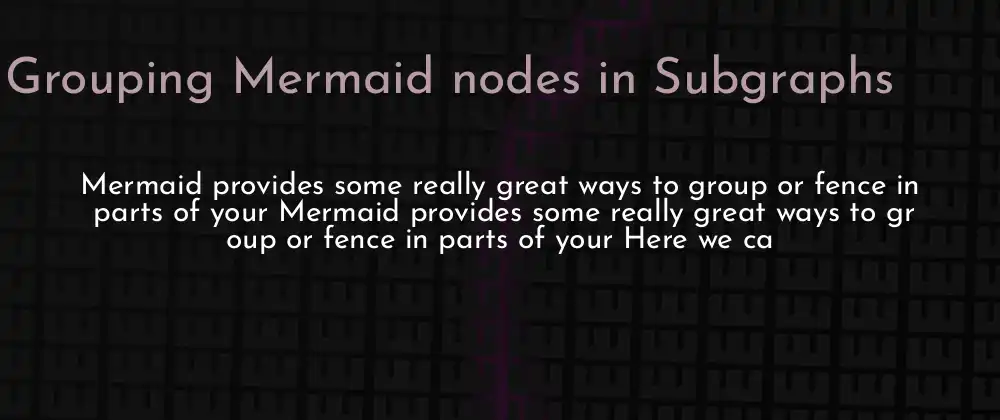 Grouping Mermaid nodes in Subgraphs
Mermaid provides some really great ways to group or fence in
parts of your Mermaid provides some really great ways to gr
oup or fence in parts of your Here we ca